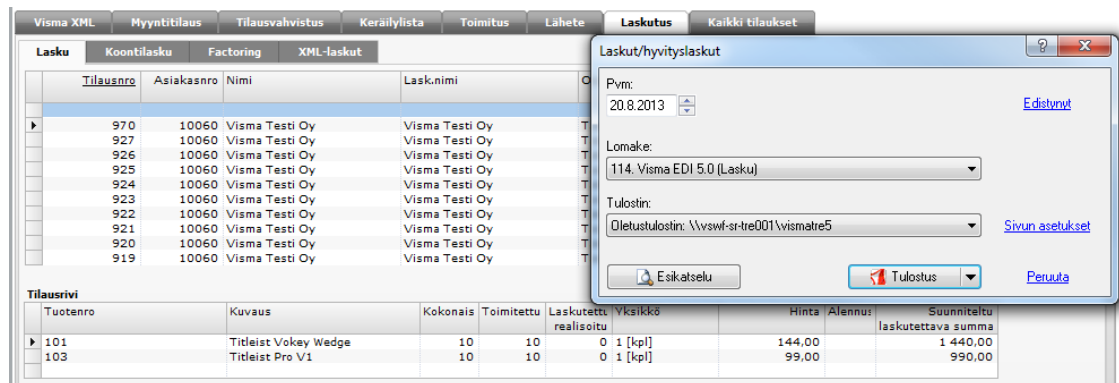 Visma XML Myyntitilaus Tilausvahvistus Keräilylista Toimitus Lähete Laskutus Kaikki tilaukset
Lasku Koontilasku Factoring XML-laskut
Tilausnro Asiakasnro Nimi Lask.nimi
970 10060 Visma Testi Oy Visma Testi Oy T
927 10060 Visma Testi Oy Visma Testi Oy T
926 10060 Visma Testi Oy Visma Testi Oy T
925 10060 Visma Testi Oy Visma Testi Oy T
924 10060 Visma Testi Oy Visma Testi Oy T
923 10060 Visma Testi Oy Visma Testi Oy T
922 10060 Visma Testi Oy Visma Testi Oy T
921 10060 Visma Testi Oy Visma Testi Oy T
920 10060 Visma Testi Oy Visma Testi Oy T
919 10060 Visma Testi Oy Visma Testi Oy T
Laskut/hyvityslaskut
Pvm:
20.8.2013 Edistynyt
Lomake:
114. Visma EDI 5.0 (Lasku)
Tulostin:
Oletustulostin: \\vswf-sr-tre001\vismatre5 Sivun asetukset
Esikatselu Tulostus Peruuta
Tilausrivi
Tuotenro Kuvaus Kokonais Toimitettu Laskutettu Yksikkö Hinta Alennus Suunniteltu
realisoitu laskutettava summa
101 Titleist Vokey Wedge 10 10 0 1 [kpl] 144,00 1 440,00
103 Titleist Pro V1 10 10 0 1 [kpl] 99,00 990,00